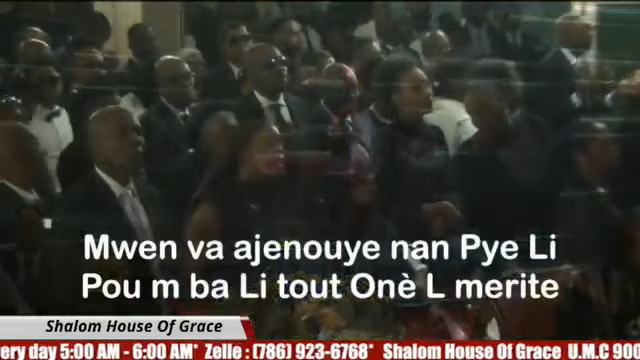 Mwen va ajenouye nan Pye Li
Pou m ba Li tout Onè L merite
Shalom House Of Grace
ery day 5:00 AM - 6:00 AM* Zelle : (786) 923-6768* Shalom House Of Grace U.M.C 900